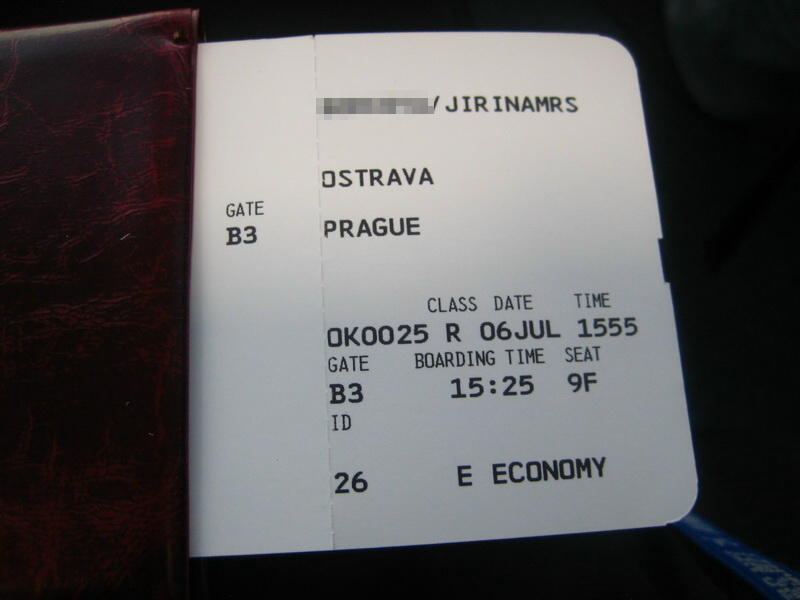 /JIRINAMRS
OSTRAVA
GATE
B3
PRAGUE
CLASS DATE TIME
OK0025 R 06JUL 1555
GATE BOARDING TIME SEAT
B3 15:25 9F
ID
26 E ECONOMY